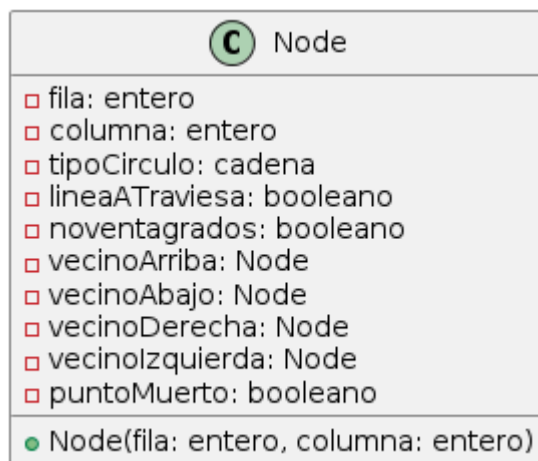 C Node
fila: entero
columna: entero
tipoCirculo: cadena
lineaATraviesa: booleano
noventagrados: booleano
vecinoArriba: Node
vecinoAbajo: Node
vecinoDerecha: Node
vecinoIzquierda: Node
puntoMuerto: booleano
Node(fila: entero, columna: entero)